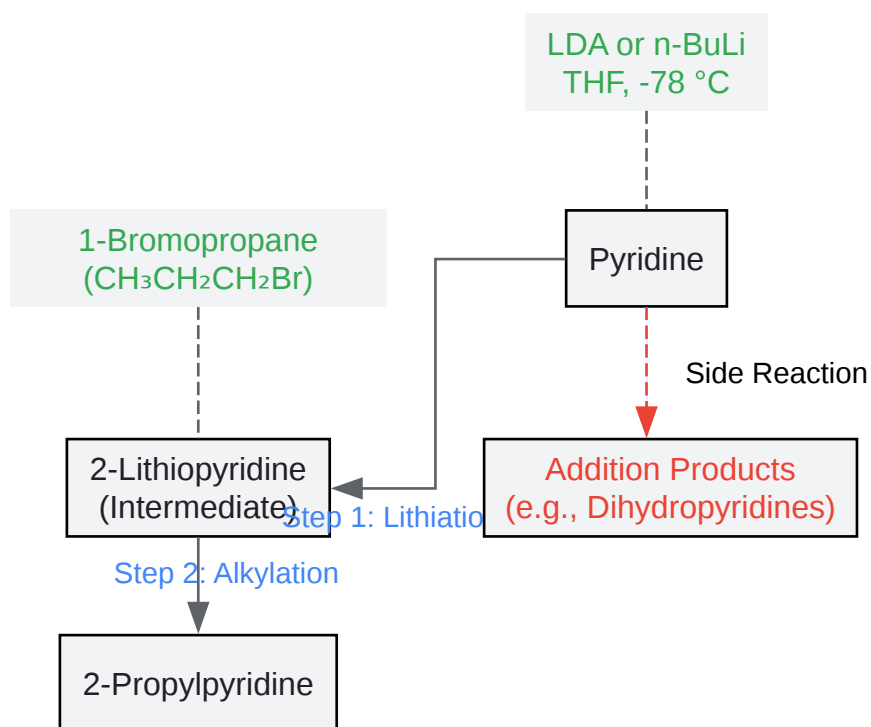 LDA or n-BuLi
THF, -78 °C
1-Bromopropane
(CH₃CH₂CH₂Br)
Pyridine
Side Reaction
2-Lithiopyridine
(Intermediate)
Addition Products
(e.g., Dihydropyridines)
Step 1: Lithiatio
Step 2: Alkylation
2-Propylpyridine